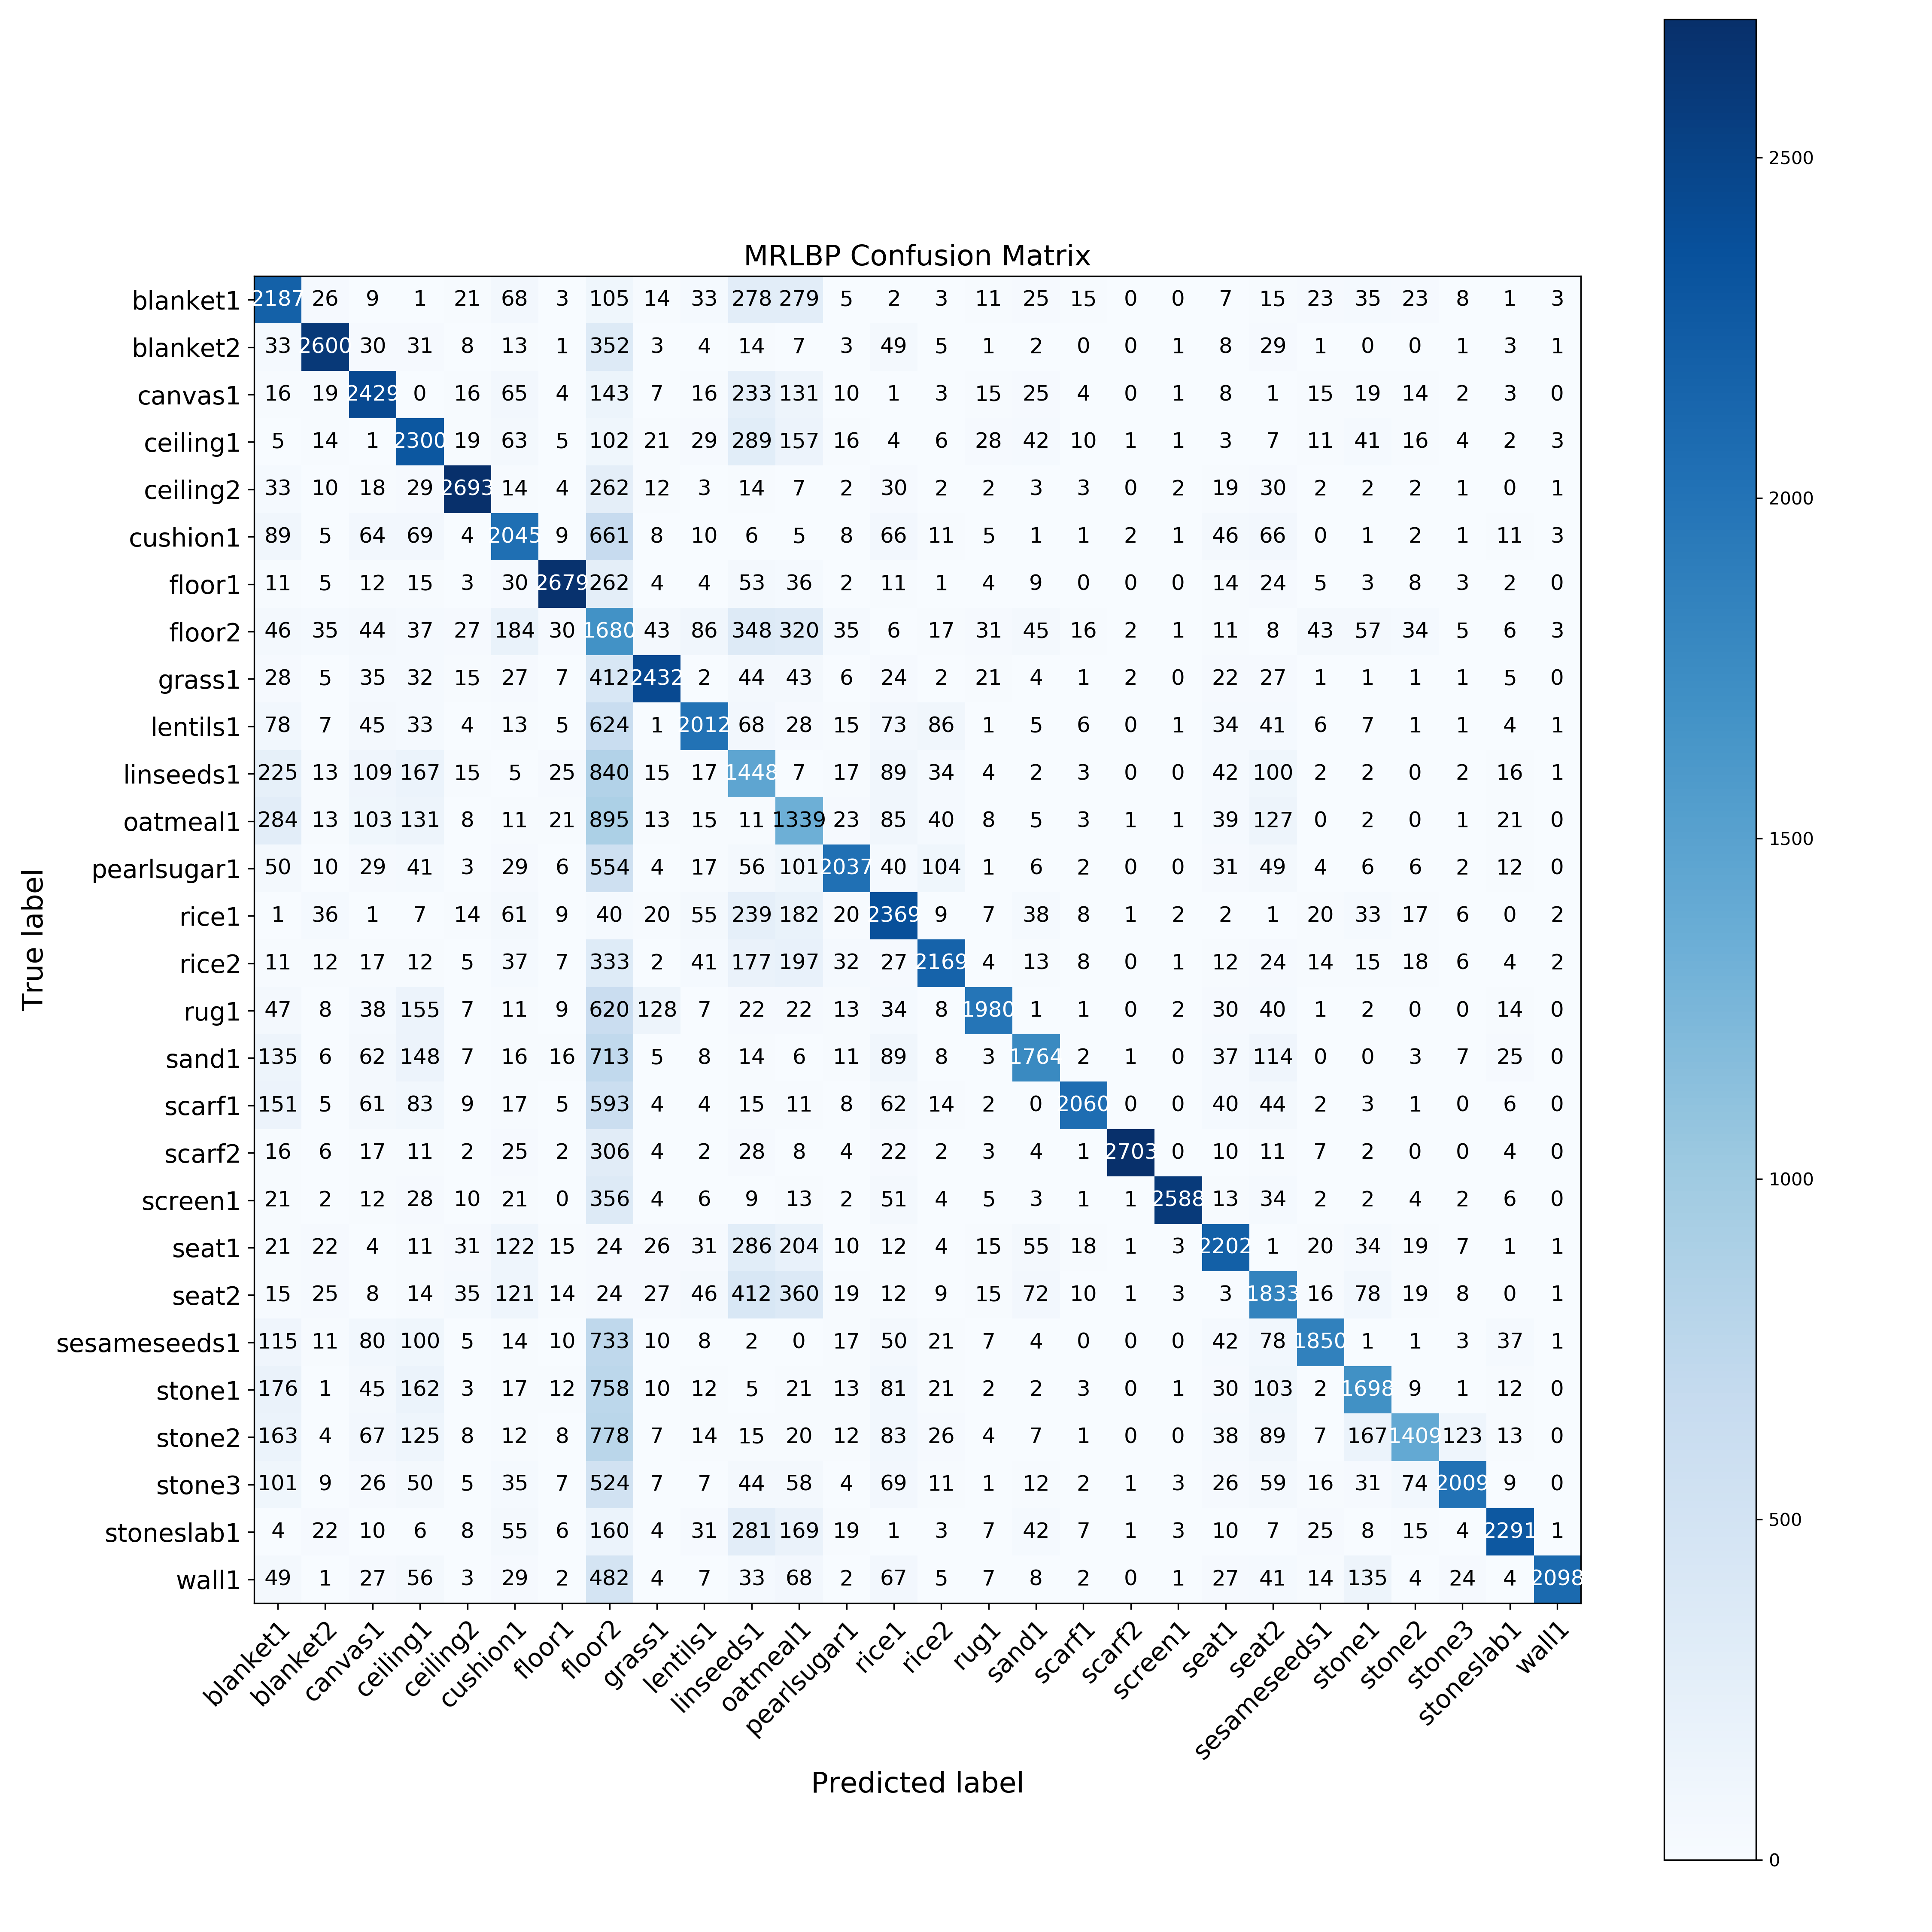 MRLBP Confusion Matrix
blanket1 2187 26 9 1 21 68 3 105 14 33 278 279 5 2 3 11 25 15 0 0 7 15 23 35 23 8 1 3
blanket2 33 2600 30 31 8 13 1 352 3 4 14 7 3 49 5 1 2 0 0 1 8 29 1 0 0 1 3 1
canvas1 16 19 2429 0 16 65 4 143 7 16 233 131 10 1 3 15 25 4 0 1 8 1 15 19 14 2 3 0
ceiling1 5 14 1 2300 19 63 5 102 21 29 289 157 16 4 6 28 42 10 1 1 3 7 11 41 16 4 2 3
ceiling2 33 10 18 29 2693 14 4 262 12 3 14 7 2 30 2 2 3 3 0 2 19 30 2 2 2 1 0 1
cushion1 89 5 64 69 4 2045 9 661 8 10 6 5 8 66 11 5 1 1 2 1 46 66 0 1 2 1 11 3
floor1 11 5 12 15 3 30 2679 262 4 4 53 36 2 11 1 4 9 0 0 0 14 24 5 3 8 3 2 0
floor2 46 35 44 37 27 184 30 1680 43 86 348 320 35 6 17 31 45 16 2 1 11 8 43 57 34 5 6 3
grass1 28 5 35 32 15 27 7 412 2432 2 44 43 6 24 2 21 4 1 2 0 22 27 1 1 1 1 5 0
lentils1 78 7 45 33 4 13 5 624 1 2012 68 28 15 73 86 1 5 6 0 1 34 41 6 7 1 1 4 1
linseeds1 225 13 109 167 15 5 25 840 15 17 1448 7 17 89 34 4 2 3 0 0 42 100 2 2 0 2 16 1
oatmeal1 284 13 103 131 8 11 21 895 13 15 11 1339 23 85 40 8 5 3 1 1 39 127 0 2 0 1 21 0
pearlsugar1 50 10 29 41 3 29 6 554 4 17 56 101 2037 40 104 1 6 2 0 0 31 49 4 6 6 2 12 0
rice1 1 36 1 7 14 61 9 40 20 55 239 182 20 2369 9 7 38 8 1 2 2 1 20 33 17 6 0 2
rice2 11 12 17 12 5 37 7 333 2 41 177 197 32 27 2169 4 13 8 0 1 12 24 14 15 18 6 4 2
rug1 47 8 38 155 7 11 9 620 128 7 22 22 13 34 8 1980 1 1 0 2 30 40 1 2 0 0 14 0
sand1 135 6 62 148 7 16 16 713 5 8 14 6 11 89 8 3 1764 2 1 0 37 114 0 0 3 7 25 0
scarf1 151 5 61 83 9 17 5 593 4 4 15 11 8 62 14 2 0 2060 0 0 40 44 2 3 1 0 6 0
scarf2 16 6 17 11 2 25 2 306 4 2 28 8 4 22 2 3 4 1 2703 0 10 11 7 2 0 0 4 0
screen1 21 2 12 28 10 21 0 356 4 6 9 13 2 51 4 5 3 1 1 2588 13 34 2 2 4 2 6 0
seat1 21 22 4 11 31 122 15 24 26 31 286 204 10 12 4 15 55 18 1 3 2202 1 20 34 19 7 1 1
seat2 15 25 8 14 35 121 14 24 27 46 412 360 19 12 9 15 72 10 1 3 3 1833 16 78 19 8 0 1
sesameseeds1 115 11 80 100 5 14 10 733 10 8 2 0 17 50 21 7 4 0 0 0 42 78 1850 1 1 3 37 1
stone1 176 1 45 162 3 17 12 758 10 12 5 21 13 81 21 2 2 3 0 1 30 103 2 1698 9 1 12 0
stone2 163 4 67 125 8 12 8 778 7 14 15 20 12 83 26 4 7 1 0 0 38 89 7 167 1409 123 13 0
stone3 101 9 26 50 5 35 7 524 7 7 44 58 4 69 11 1 12 2 1 3 26 59 16 31 74 2009 9 0
stoneslab1 4 22 10 6 8 55 6 160 4 31 281 169 19 1 3 7 42 7 1 3 10 7 25 8 15 4 2291 1
wall1 49 1 27 56 3 29 2 482 4 7 33 68 2 67 5 7 8 2 0 1 27 41 14 135 4 24 4 2098
blanket1 blanket2 canvas1 ceiling1 ceiling2 cushion1 floor1 floor2 grass1 lentils1 linseeds1 oatmeal1 pearlsugar1 rice1 rice2 rug1 sand1 scarf1 scarf2 screen1 seat1 seat2 sesameseeds1 stone1 stone2 stone3 stoneslab1 wall1
Predicted label
True label
2500
2000
1500
1000
500
0